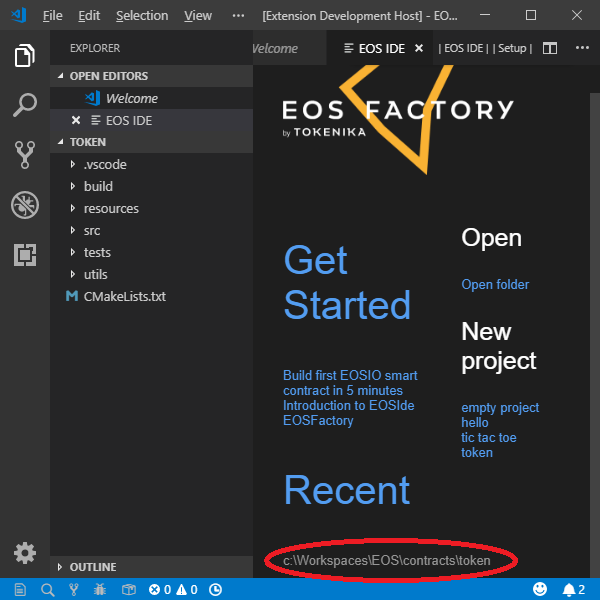 File Edit Selection View ··· [Extension Development Host] - EO...
EXPLORER
OPEN EDITORS
Welcome
EOS IDE
TOKEN
.vscode
build
resources
src
tests
utils
CMakeLists.txt
OUTLINE
Welcome
EOS IDE
| EOS IDE | | Setup |
EOS FACTORY
by TOKENIKA
Get
Started
Build first EOSIO smart
contract in 5 minutes
Introduction to EOSIde
EOSFactory
Open
Open folder
New
project
empty project
hello
tic tac toe
token
Recent
c:\Workspaces\EOS\contracts\token
0 0
2